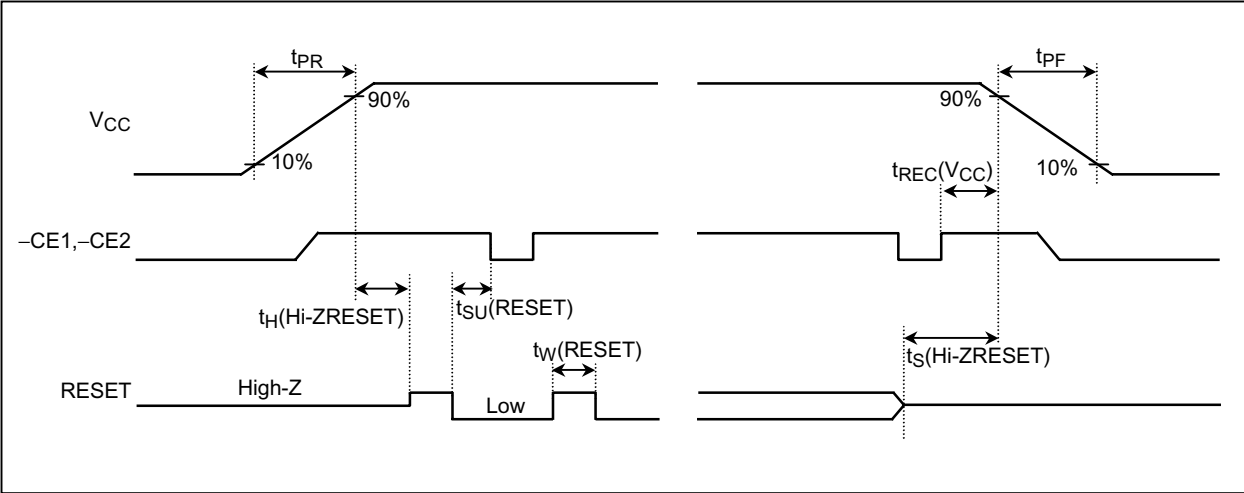 tPR
tPF
VCC
90%
10%
90%
10%
tREC(VCC)
–CE1,–CE2
tH(Hi-ZRESET)
tSU(RESET)
tW(RESET)
tS(Hi-ZRESET)
RESET
High-Z
Low